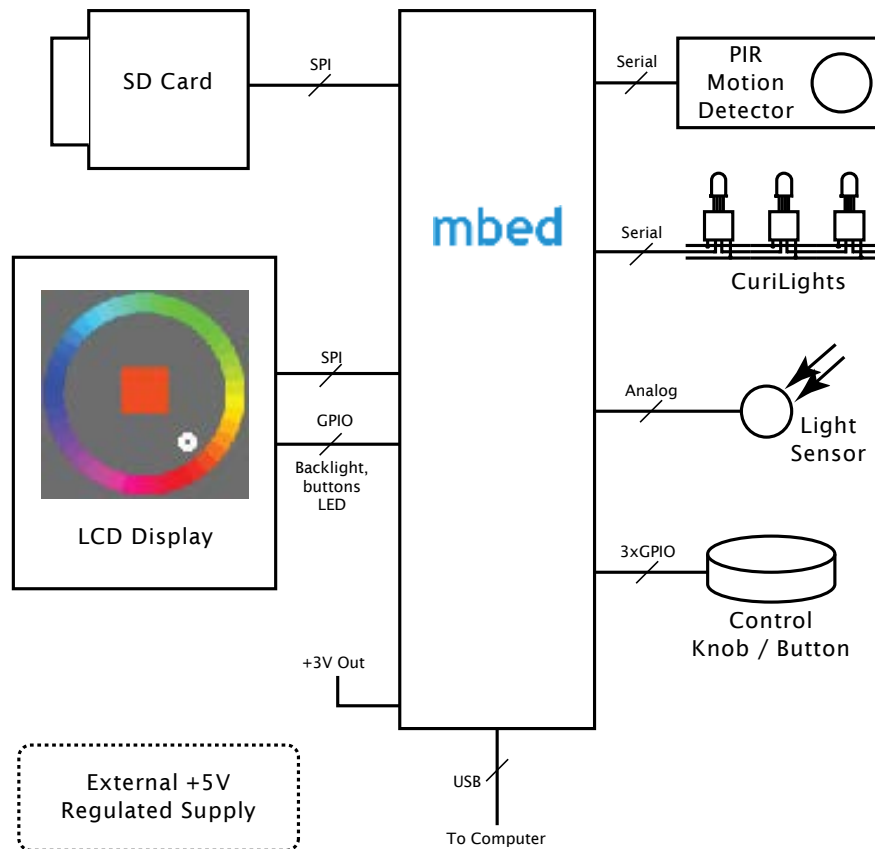 SD Card
SPI
mbed
Serial
PIR
Motion
Detector
Serial
CuriLights
SPI
GPIO
Backlight,
buttons
LED
LCD Display
Analog
Light
Sensor
3xGPIO
Control
Knob / Button
+3V Out
External +5V
Regulated Supply
USB
To Computer